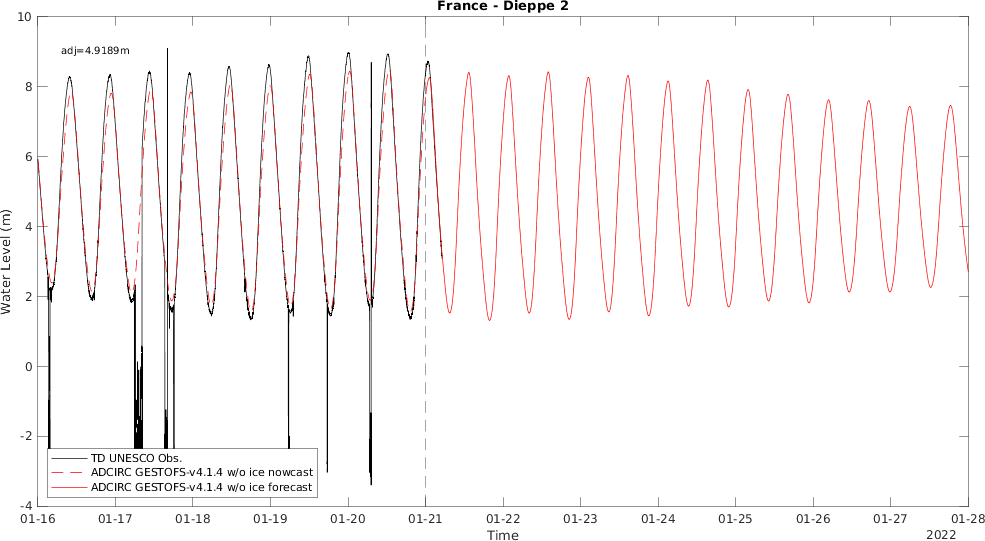 France - Dieppe 2
adj=4.9189m
Water Level (m)
10
8
6
4
2
0
-2
-4
TD UNESCO Obs.
ADCIRC GESTOFS-v4.1.4 w/o ice nowcast
ADCIRC GESTOFS-v4.1.4 w/o ice forecast
01-16 01-17 01-18 01-19 01-20 01-21 01-22 01-23 01-24 01-25 01-26 01-27 01-28
Time
2022